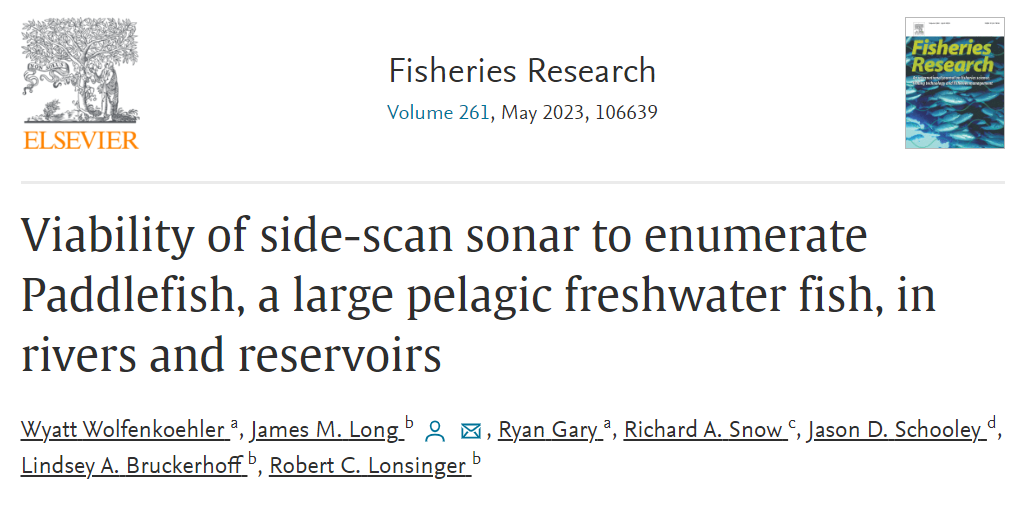 Fisheries Research
Volume 261, May 2023, 106639
ELSEVIER
Fisheries
Research
Viability of side-scan sonar to enumerate
Paddlefish, a large pelagic freshwater fish, in
rivers and reservoirs
Wyatt Wolfenkoehler a, James M. Long b , Ryan Gary a, Richard A. Snow c, Jason D. Schooley d,
Lindsey A. Bruckerhoff b, Robert C. Lonsinger b